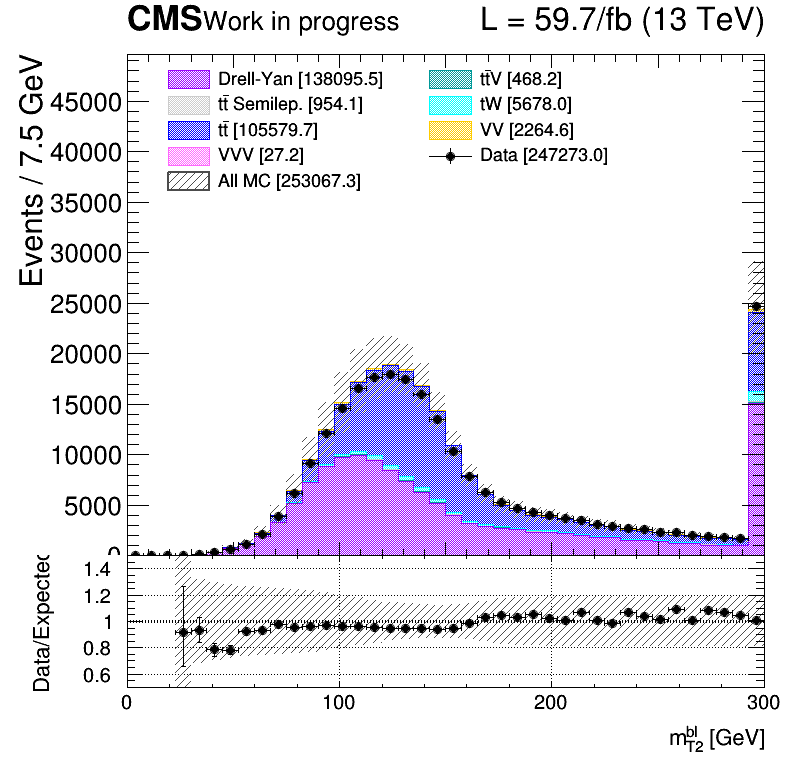 CMS Work in progress L = 59.7/fb (13 TeV)
Events / 7.5 GeV
Drell-Yan [138095.5]
tt̄ Semilep. [954.1]
tt̄ [105579.7]
VVV [27.2]
All MC [253067.3]
tt̄V [468.2]
tW [5678.0]
VV [2264.6]
Data [247273.0]
45000
40000
35000
30000
25000
20000
15000
10000
5000
0
Data/Expected
1.4
1.2
1
0.8
0.6
0 100 200 300
m_T2^bl [GeV]